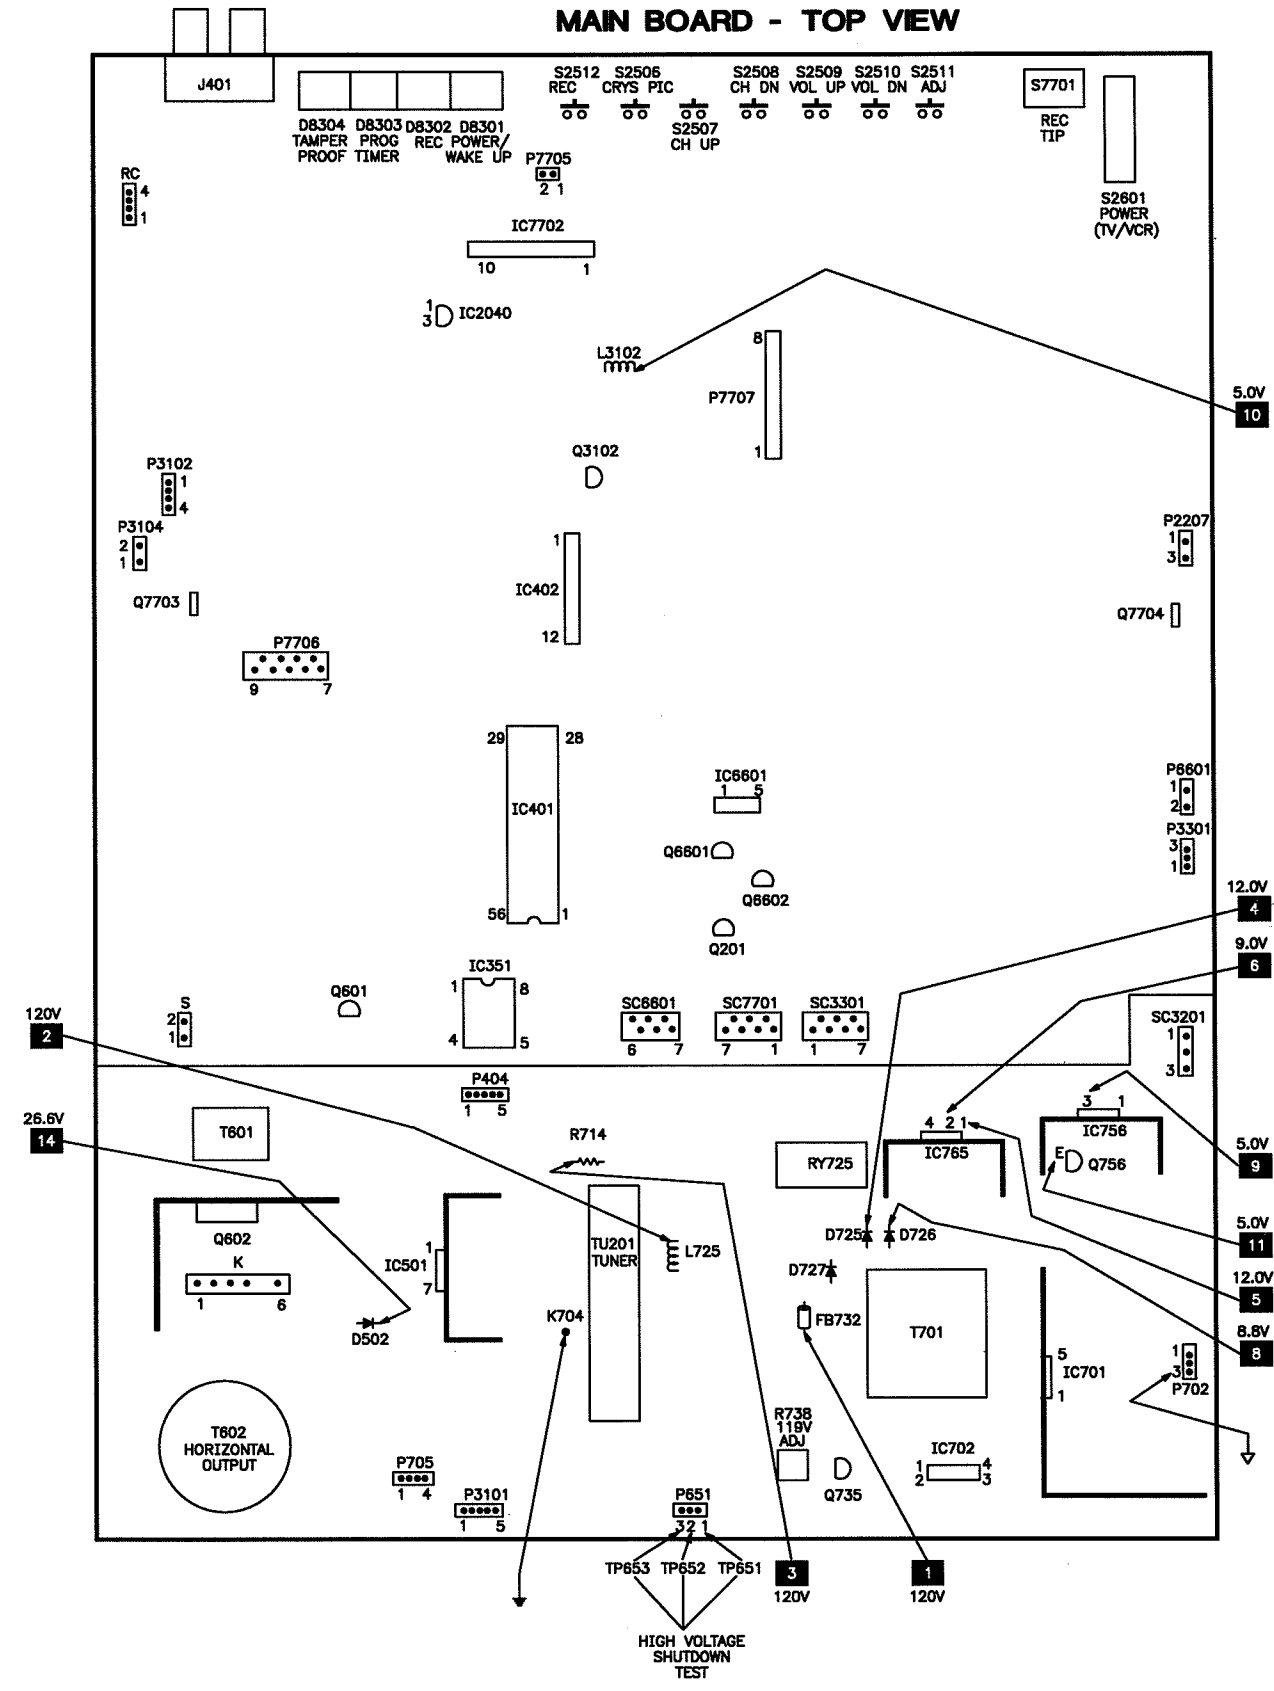 MAIN BOARD - TOP VIEW
J401
S2512 S2506 S2508 S2509 S2510 S2511
REC CRYS PIC CH DN VOL UP VOL DN ADJ
S2507
CH UP
S7701
REC
TIP
D8304 D8303 D8302 D8301
TAMPER PROG REC POWER/
PROOF TIMER WAKE UP
P7705
2 1
RC
4
1
S2601
POWER
(TV/VCR)
IC7702
10 1
1
3
IC2040
L3102
8
P7707
1
5.0V
10
Q3102
P3102
1
4
P3104
2
1
P2207
1
3
1
IC402
12
Q7703
Q7704
P7706
9 7
29 28
IC401
56 1
IC6601
1 5
P6601
1
2
P3301
3
1
Q6601
Q6602
Q201
12.0V
4
9.0V
6
IC351
1 8
4 5
Q601
S
2
1
SC6601 SC7701 SC3301
6 7 7 1 1 7
SC3201
1
3
120V
2
P404
1 5
26.6V
14
T601
R714
RY725
4 2 1
IC765
3 1
IC756
E
Q756
5.0V
9
Q602
K
1 6
1
IC501
7
TU201
TUNER
L725
D725 D726
D727
5.0V
11
12.0V
5
8.8V
8
D502
K704
FB732
T701
5
IC701
1
1
3
P702
T602
HORIZONTAL
OUTPUT
R738
119V
ADJ
Q735
IC702
1 4
2 3
P705
1 4
P3101
1 5
P651
3 2 1
TP653 TP652 TP651
3
120V
1
120V
HIGH VOLTAGE
SHUTDOWN
TEST